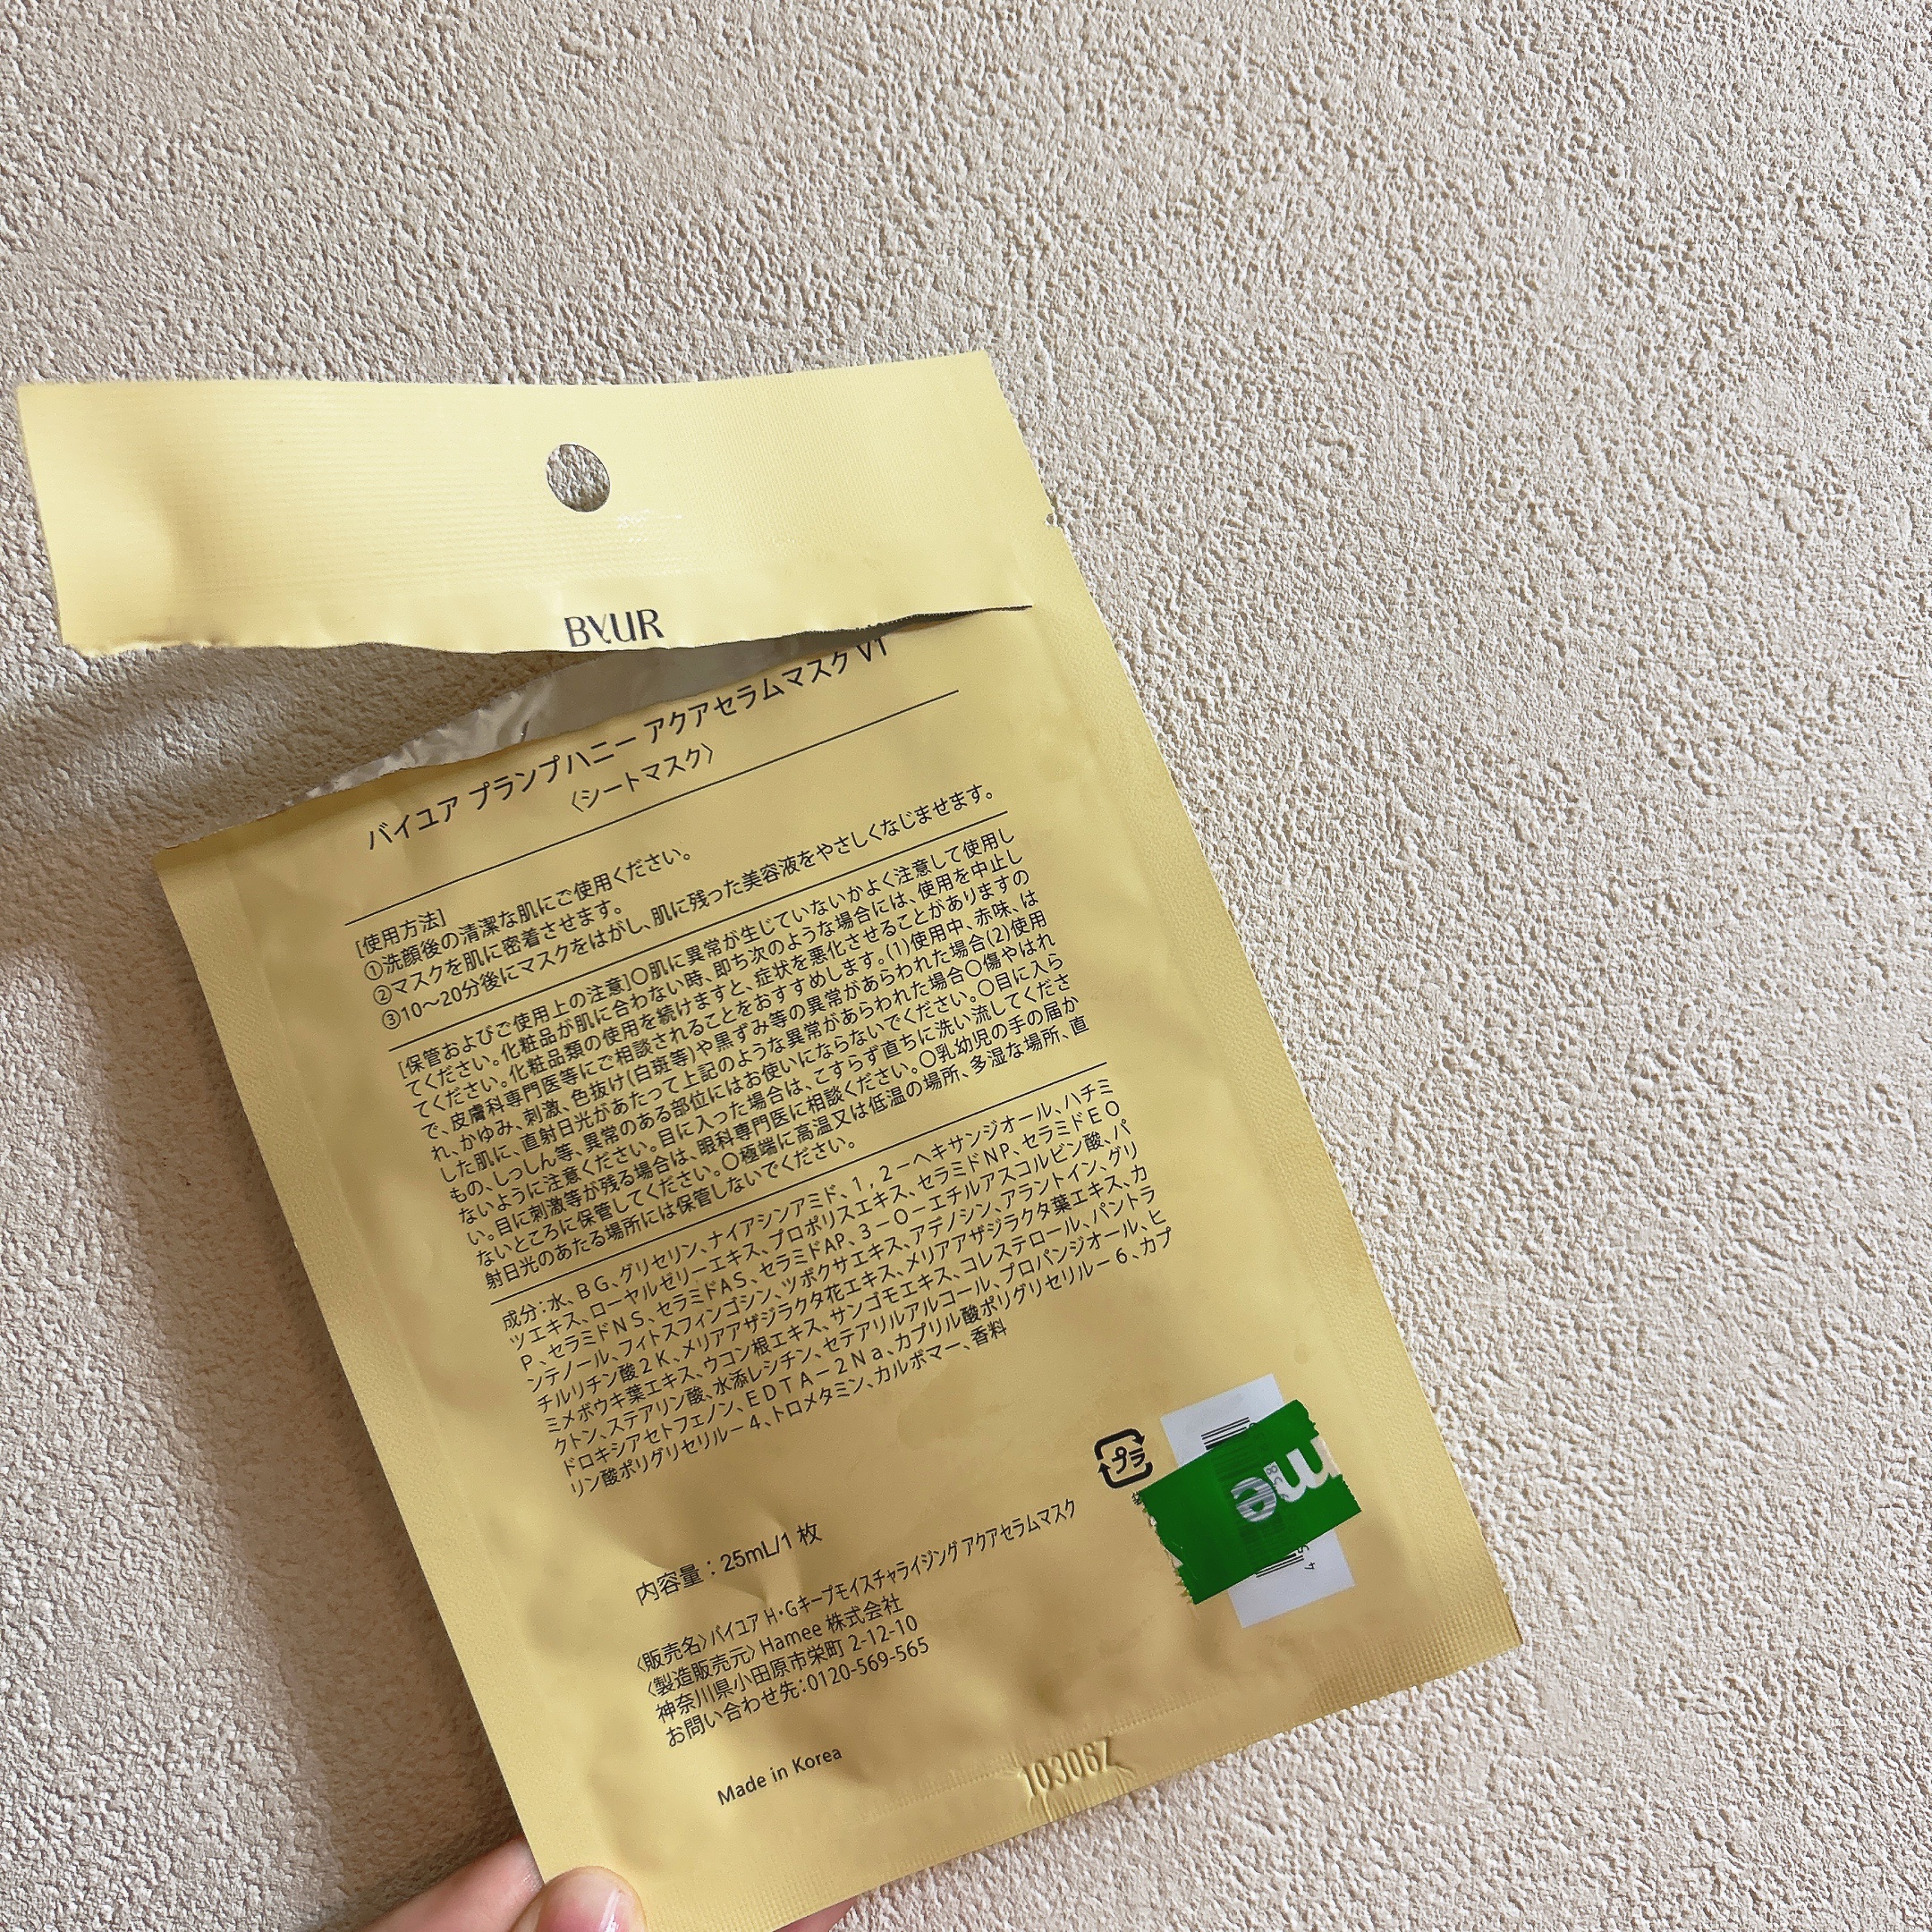 BYUR
バイユア プランプハニー アクアセラムマスク V1
〈シートマスク〉
[使用方法]
①洗顔後の清潔な肌にご使用ください。
②マスクを肌に密着させます。
③10〜20分後にマスクをはがし、肌に残った美容液をやさしくなじませます。
[保管およびご使用上の注意]〇肌に異常が生じていないかよく注意して使用し
てください。化粧品が肌に合わない時、即ち次のような場合には、使用を中止し
てください。化粧品類の使用を続けますと、症状を悪化させることがありますの
で、皮膚科専門医等にご相談されることをおすすめします。(1)使用中、赤味、は
れ、かゆみ、刺激、色抜け(白斑等)や黒ずみ等の異常があらわれた場合(2)使用
した肌に、直射日光があたって上記のような異常があらわれた場合〇傷やはれ
もの、しっしん等、異常のある部位にはお使いにならないでください。〇目に入ら
ないように注意ください。目に入った場合は、こすらず直ちに洗い流してくださ
い。目に刺激等が残る場合は、眼科専門医に相談ください。〇乳幼児の手の届か
ないところに保管してください。〇極端に高温又は低温の場所、多湿な場所、直
射日光のあたる場所には保管しないでください。
成分：水、ＢＧ、グリセリン、ナイアシンアミド、１，２－ヘキサンジオール、ハチミ
ツエキス、ローヤルゼリーエキス、プロポリスエキス、セラミドNP、セラミドＥＯ
Ｐ、セラミドＮＳ、セラミドAＳ、セラミドAP、３－Ｏ－エチルアスコルビン酸、パ
ンテノール、フィトスフィンゴシン、ツボクサエキス、アデノシン、アラントイン、グリ
チルリチン酸２Ｋ、メリアアザジラクタ花エキス、メリアアザジラクタ葉エキス、カ
ミメボウキ葉エキス、ウコン根エキス、サンゴモエキス、コレステロール、パントラ
クトン、ステアリン酸、水添レシチン、セテアリルアルコール、プロパンジオール、ヒ
ドロキシアセトフェノン、ＥＤＴＡ－２Ｎａ、カプリル酸ポリグリセリル－６、カプ
リン酸ポリグリセリル－４、トロメタミン、カルボマー、香料
プラ
me
内容量：25mL/1 枚
〈販売名〉バイユア H・Gキープモイスチャライジング アクアセラムマスク
〈製造販売元〉Hamee 株式会社
神奈川県小田原市栄町 2-12-10
お問い合わせ先：0120-569-565
Made in Korea